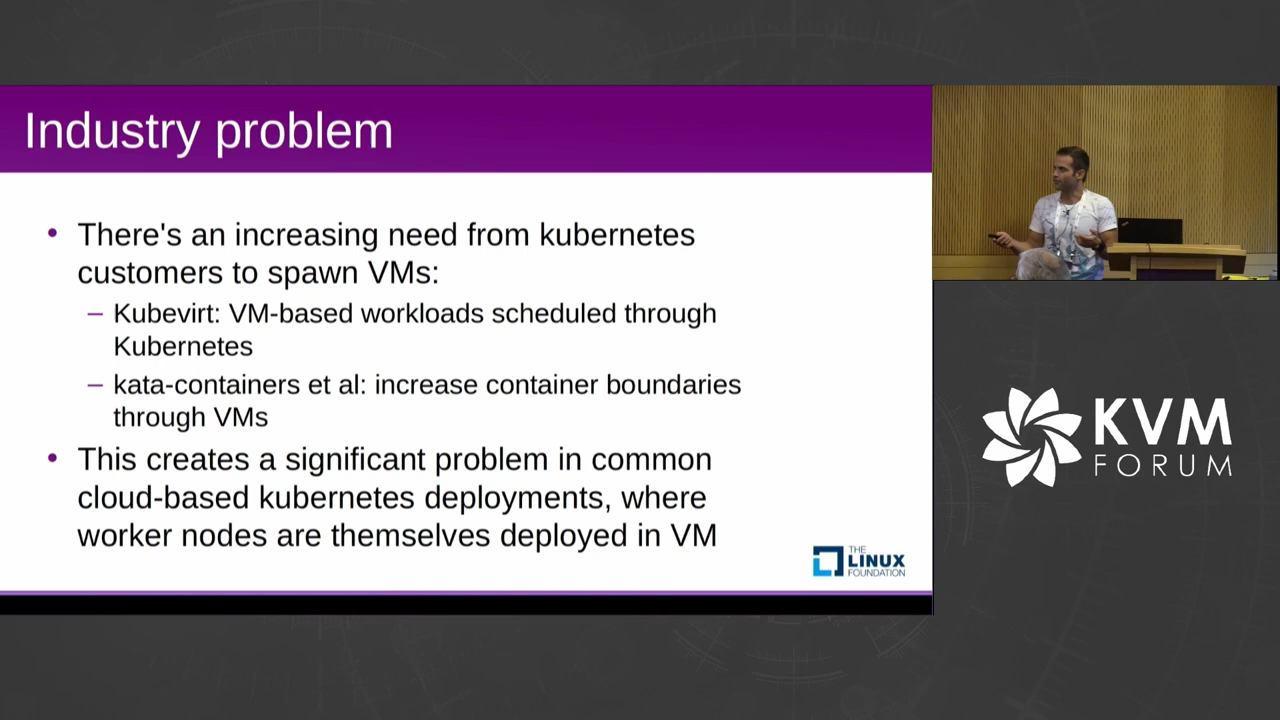 Industry problem
• There's an increasing need from kubernetes
customers to spawn VMs:
– Kubevirt: VM-based workloads scheduled through
Kubernetes
– kata-containers et al: increase container boundaries
through VMs
• This creates a significant problem in common
cloud-based kubernetes deployments, where
worker nodes are themselves deployed in VM
THE
LINUX
FOUNDATION
KVM
FORUM